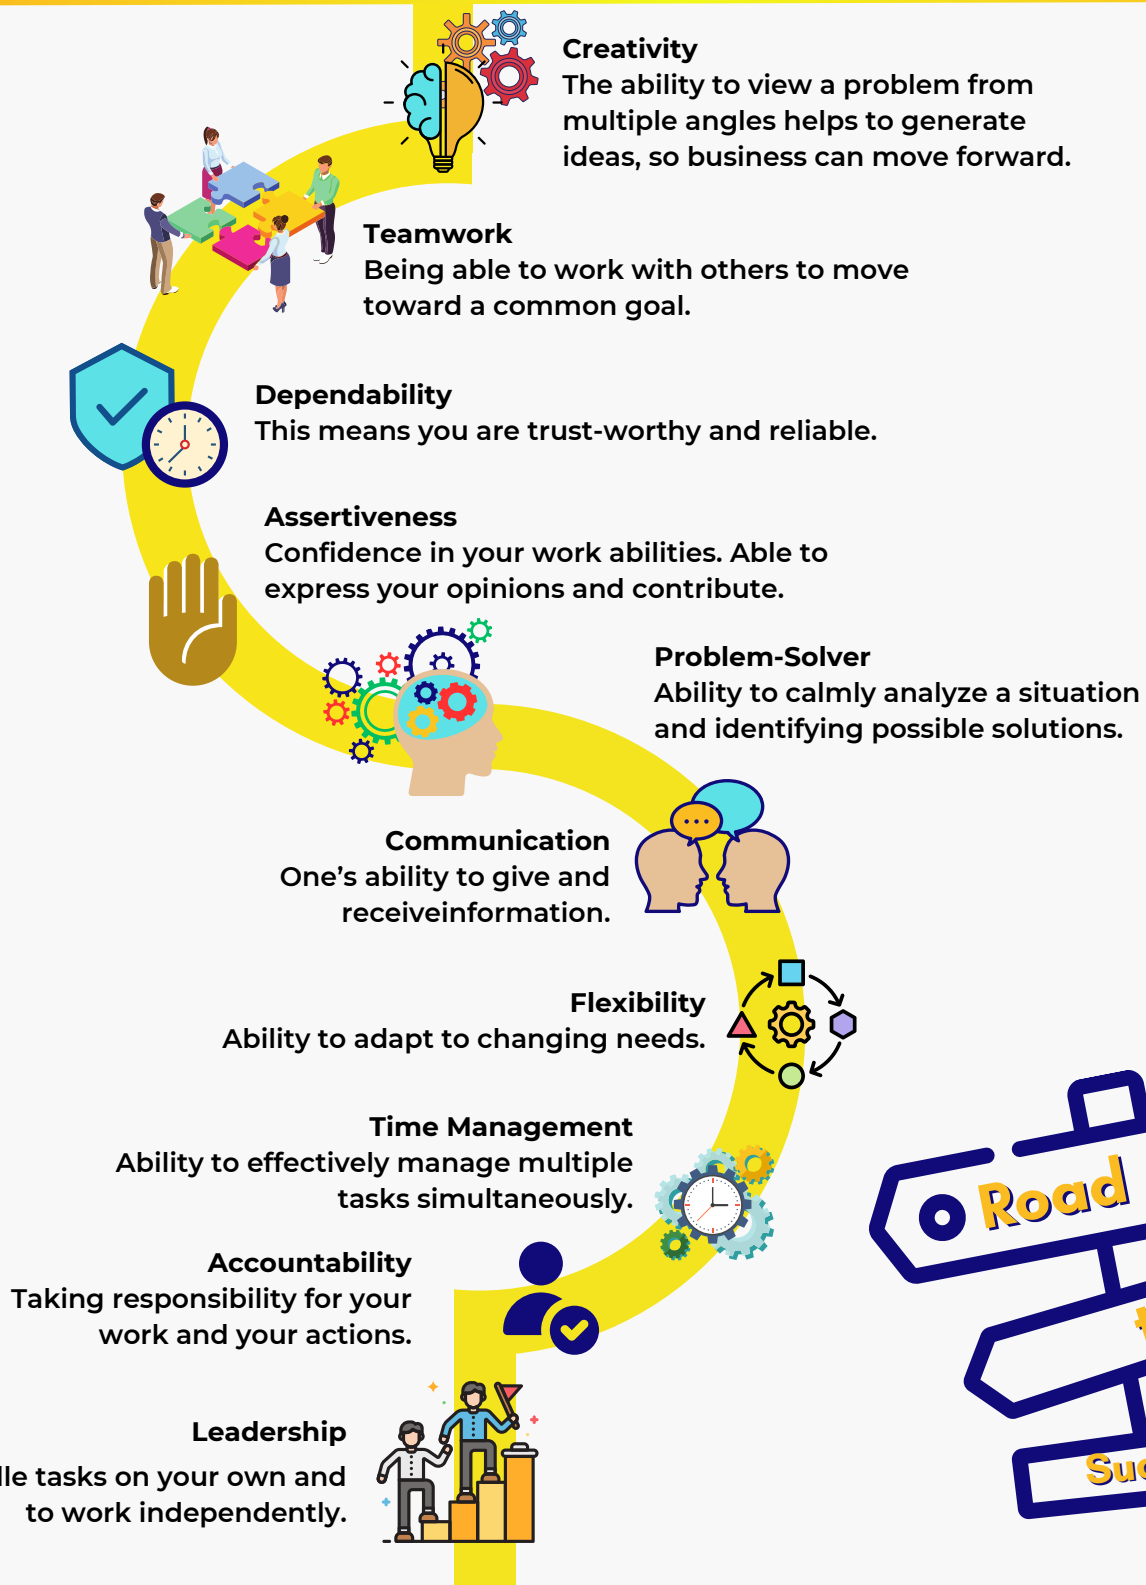 Creativity
The ability to view a problem from
multiple angles helps to generate
ideas, so business can move forward.
Teamwork
Being able to work with others to move
toward a common goal.
Dependability
This means you are trust-worthy and reliable.
Assertiveness
Confidence in your work abilities. Able to
express your opinions and contribute.
Problem-Solver
Ability to calmly analyze a situation
and identifying possible solutions.
Communication
One’s ability to give and
receiveinformation.
Flexibility
Ability to adapt to changing needs.
Time Management
Ability to effectively manage multiple
tasks simultaneously.
Accountability
Taking responsibility for your
work and your actions.
Leadership
tasks on your own and
to work independently.
Road